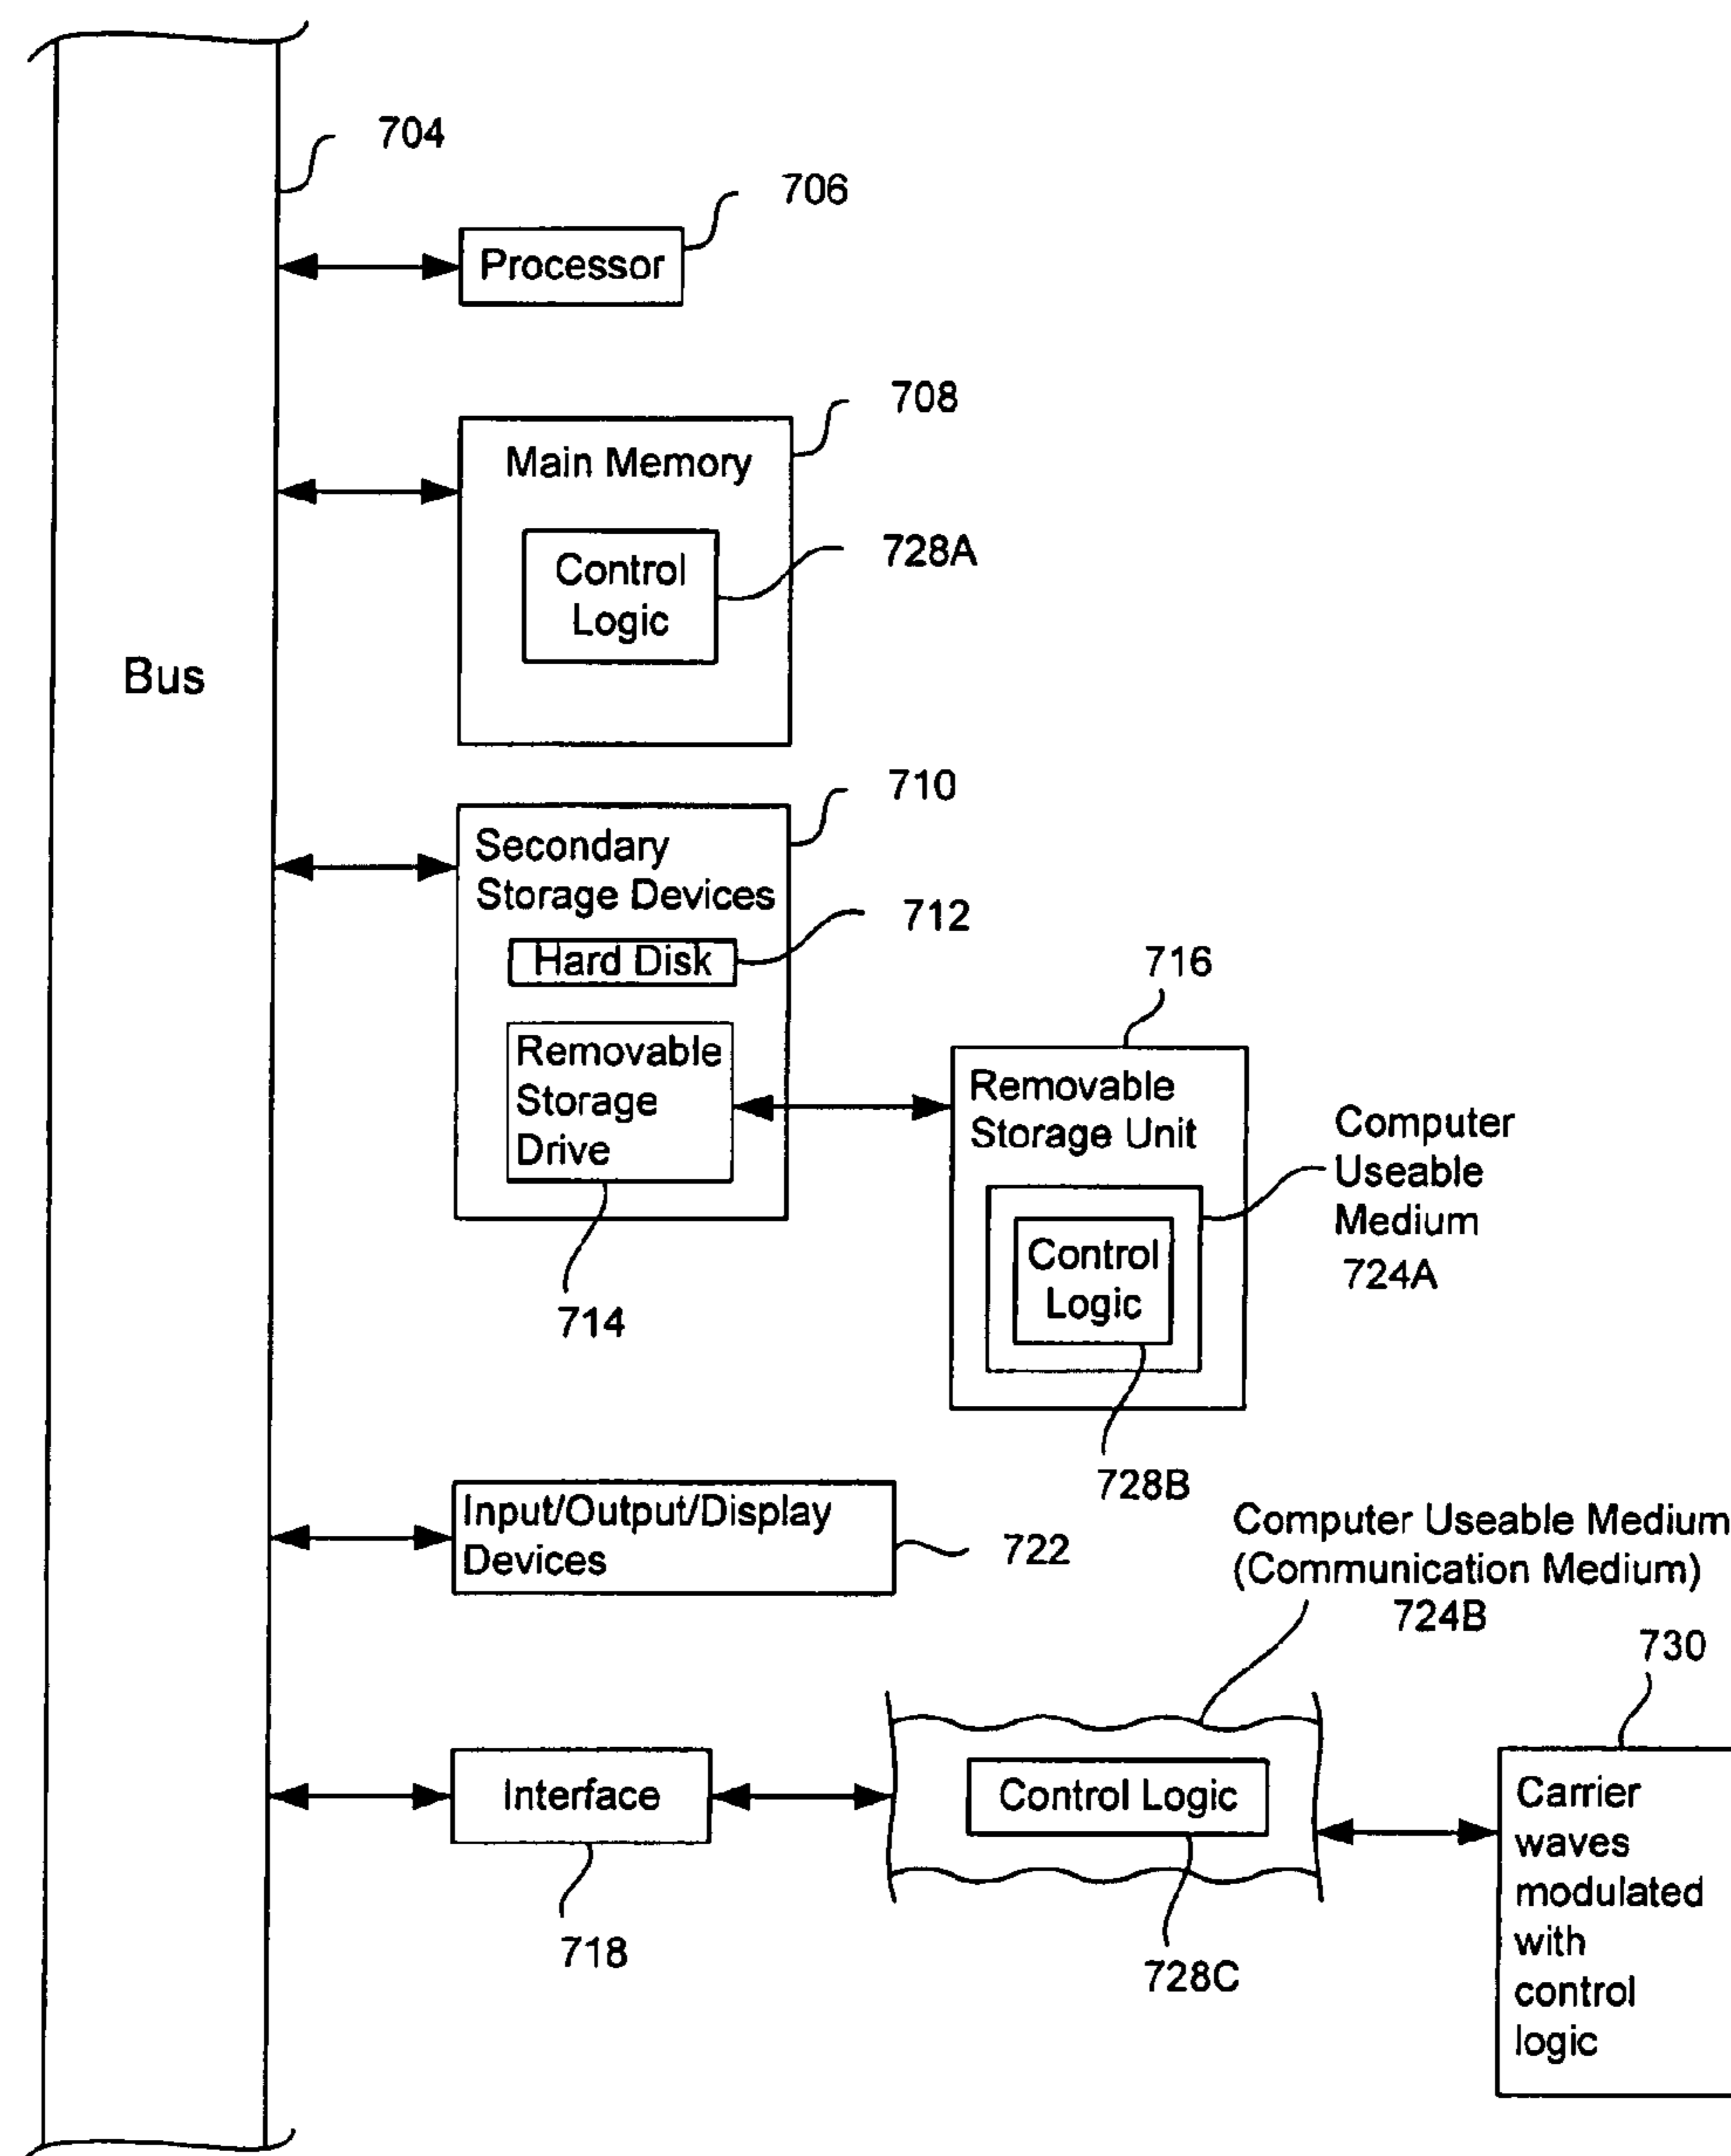 704
706
Processor
708
Main Memory
728A
Control
Logic
Bus
710
Secondary
Storage Devices
712
Hard Disk
716
Removable
Storage
Drive
Removable
Storage Unit
Computer
Useable
Medium
724A
Control
Logic
714
728B
Input/Output/Display
Devices
722
Computer Useable Medium
(Communication Medium)
724B
730
Interface
Control Logic
Carrier
waves
modulated
with
control
logic
718
728C